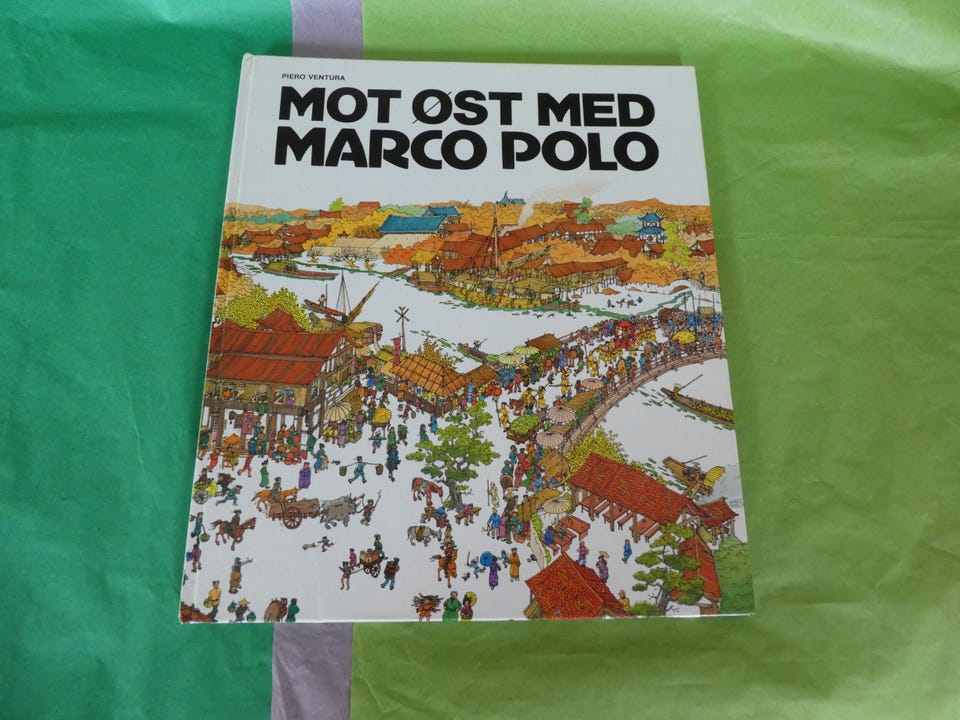 PIERO VENTURA
MOT ØST MED
MARCO POLO